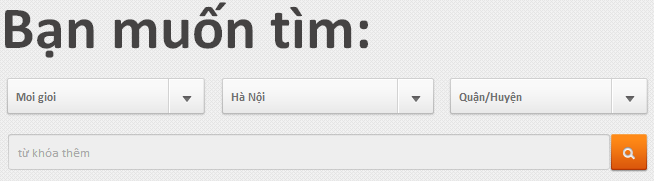 Bạn muốn tìm:
Moi gioi Hà Nội Quận/Huyện
từ khóa thêm